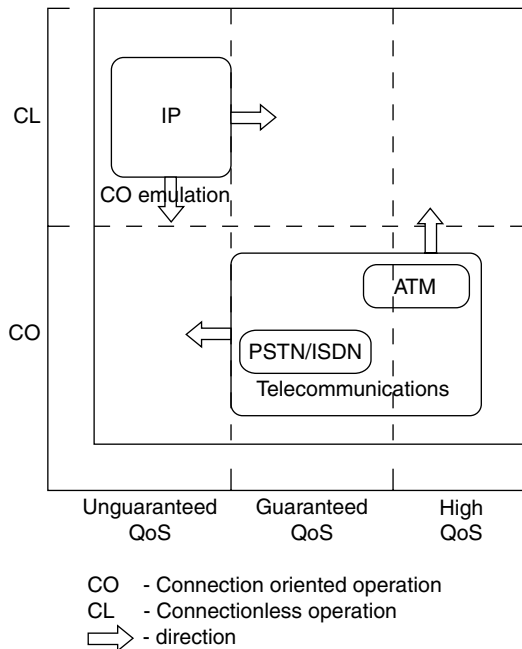 CL
IP
CO emulation
CO
ATM
PSTN/ISDN
Telecommunications
Unguaranteed
QoS
Guaranteed
QoS
High
QoS
CO - Connection oriented operation
CL - Connectionless operation
- direction